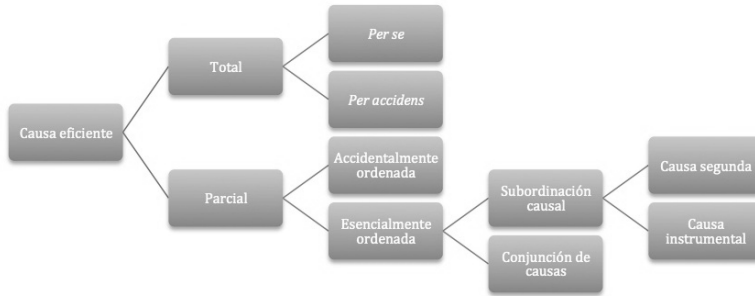 Causa eficiente
Total
Per se
Per accidens
Parcial
Accidentalmente
ordenada
Esencialmente
ordenada
Subordinación
causal
Causa segunda
Causa
instrumental
Conjunción de
causas